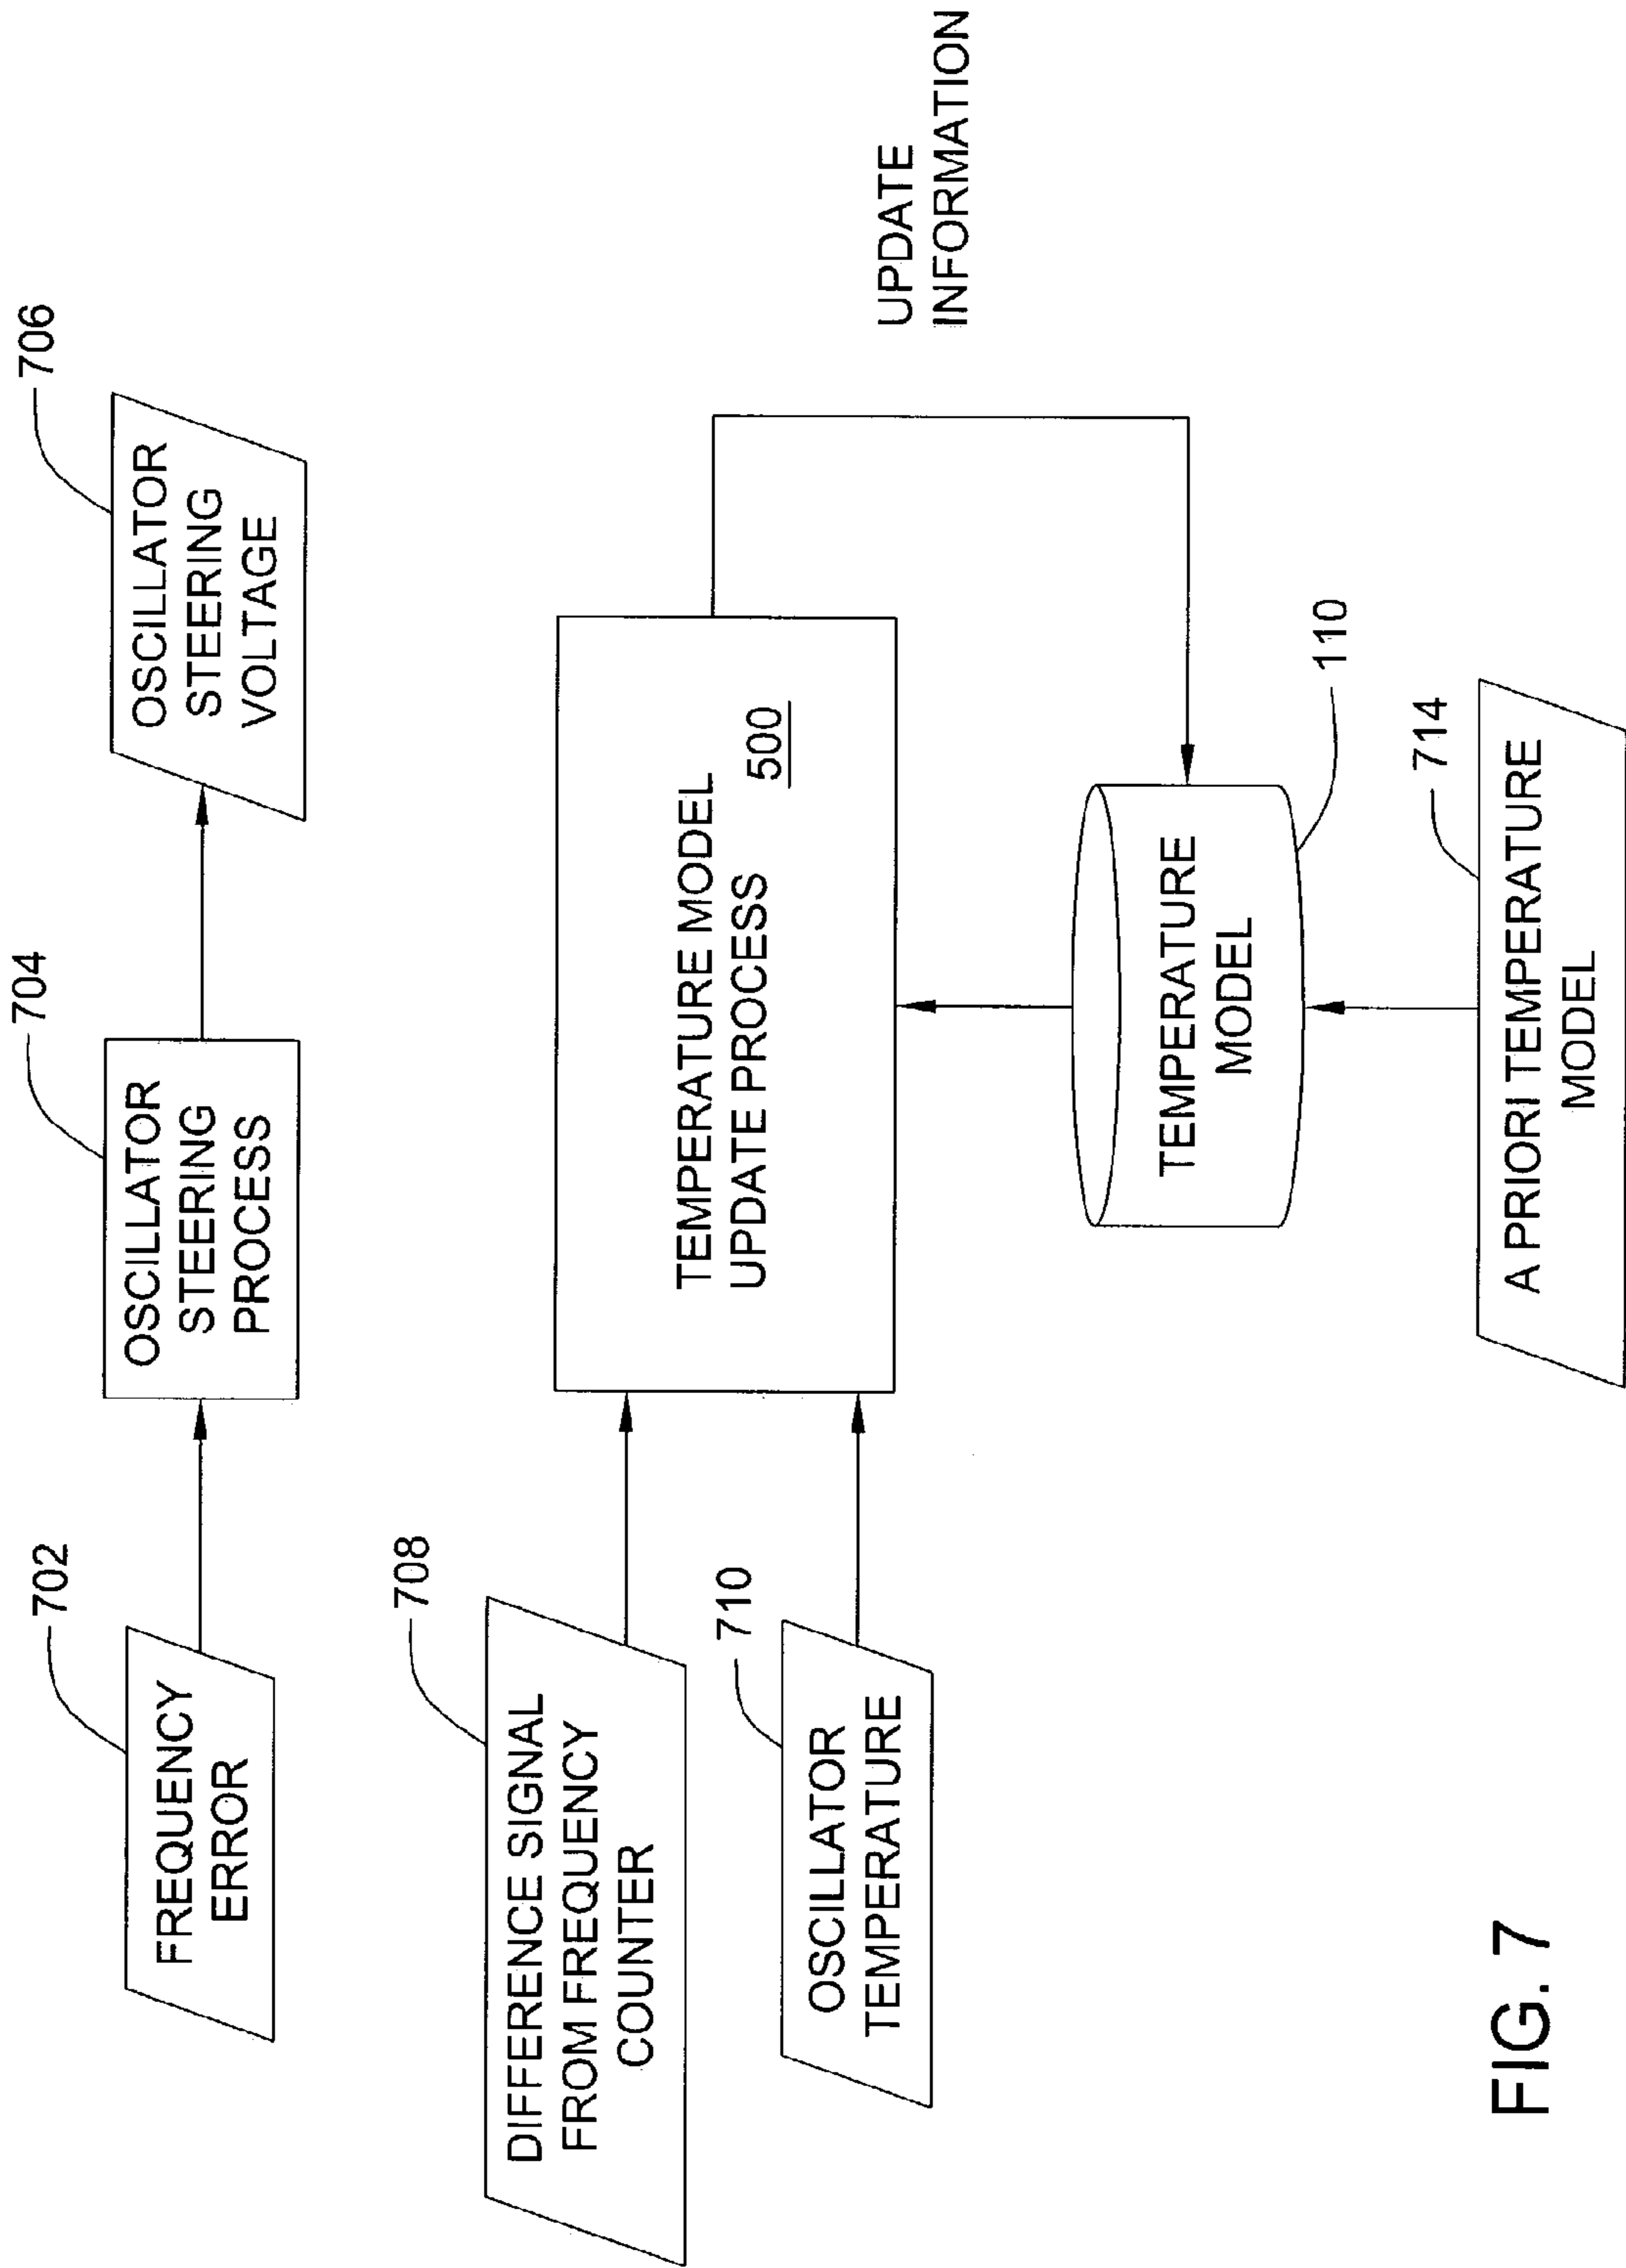 702
FREQUENCY
ERROR
704
OSCILLATOR
STEERING
PROCESS
706
OSCILLATOR
STEERING
VOLTAGE
708
DIFFERENCE SIGNAL
FROM FREQUENCY
COUNTER
710
OSCILLATOR
TEMPERATURE
TEMPERATURE MODEL
UPDATE PROCESS 500
UPDATE
INFORMATION
TEMPERATURE
MODEL
110
714
A PRIORI TEMPERATURE
MODEL
FIG. 7